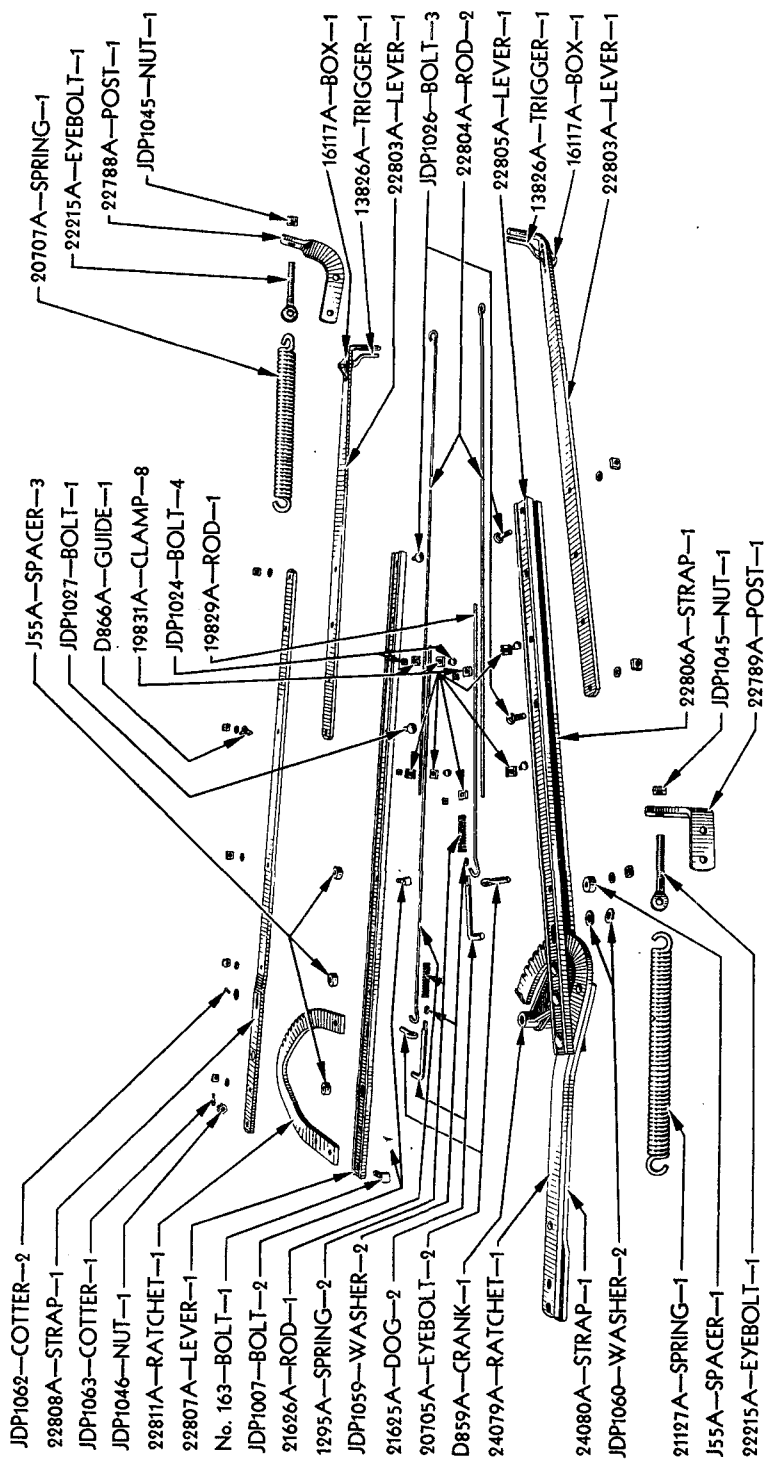 JDP1062—COTTER—2
22808A—STRAP—1
JDP1063—COTTER—1
JDP1046—NUT—1
22811A—RATCHET—1
22807A—LEVER—1
No. 163—BOLT—1
JDP1007—BOLT—2
21626A—ROD—1
1295A—SPRING—2
JDP1059—WASHER—2
21625A—DOG—2
20705A—EYEBOLT—2
D859A—CRANK—1
24079A—RATCHET—1
24080A—STRAP—1
JDP1060—WASHER—2
21127A—SPRING—1
J55A—SPACER—1
22215A—EYEBOLT—1
J55A—SPACER—3
JDP1027—BOLT—1
D866A—GUIDE—1
19831A—CLAMP—8
JDP1024—BOLT—4
19829A—ROD—1
22806A—STRAP—1
JDP1045—NUT—1
22789A—POST—1
20707A—SPRING—1
22215A—EYEBOLT—1
22788A—POST—1
JDP1045—NUT—1
16117A—BOX—1
13826A—TRIGGER—1
22803A—LEVER—1
JDP1026—BOLT—3
22804A—ROD—2
22805A—LEVER—1
13826A—TRIGGER—1
16117A—BOX—1
22803A—LEVER—1